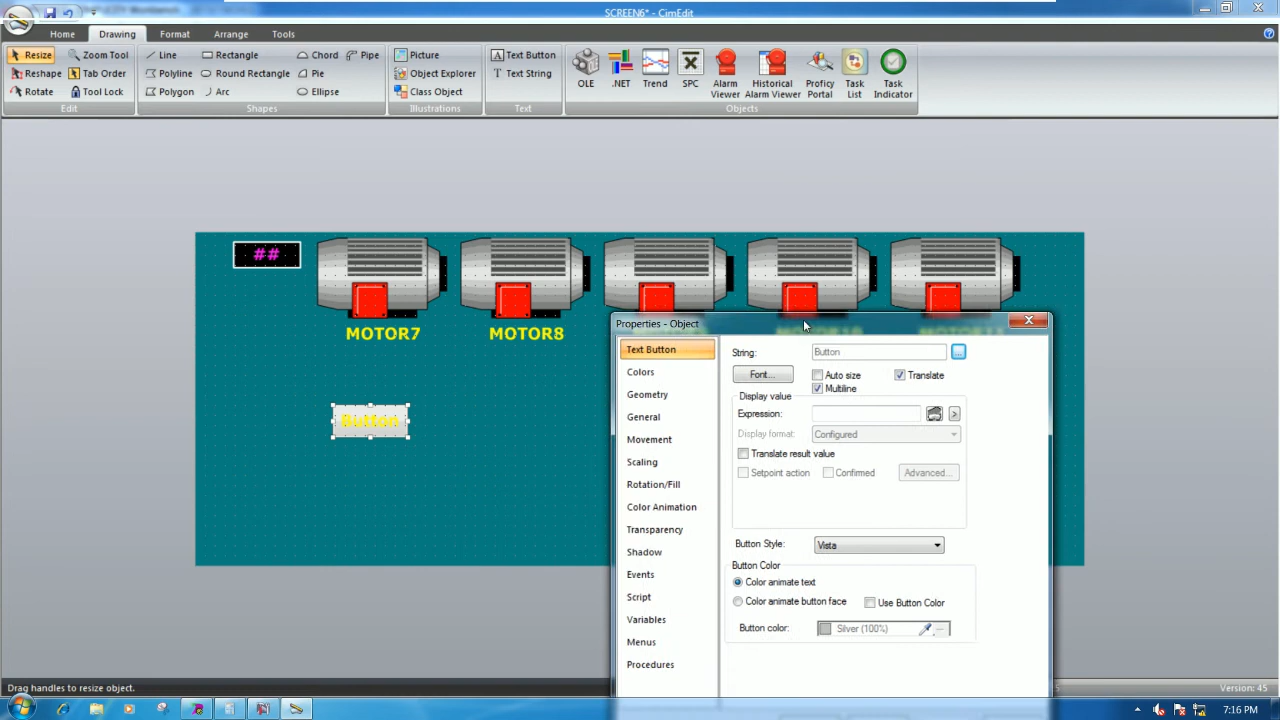 SCREEN6* - CimEdit
Home Drawing Format Arrange Tools
Resize Zoom Tool Line Rectangle Chord Pipe Picture Text Button
Reshape Tab Order Polyline Round Rectangle Pie Object Explorer Text String
Rotate Tool Lock Polygon Arc Ellipse Class Object
OLE .NET Trend SPC Alarm Viewer Historical Alarm Viewer Proficy Portal Task List Task Indicator
Edit Shapes Illustrations Text Objects
##
MOTOR7 MOTOR8
Button
Properties - Object
Text Button
Colors
Geometry
General
Movement
Scaling
Rotation/Fill
Color Animation
Transparency
Shadow
Events
Script
Variables
Menus
Procedures
String: Button ...
Font... Auto size Translate
Multiline
Display value
Expression: >
Display format: Configured
Translate result value
Setpoint action Confirmed Advanced...
Button Style: Vista
Button Color
Color animate text
Color animate button face Use Button Color
Button color: Silver (100%)
Drag handles to resize object. Version: 45
7:16 PM